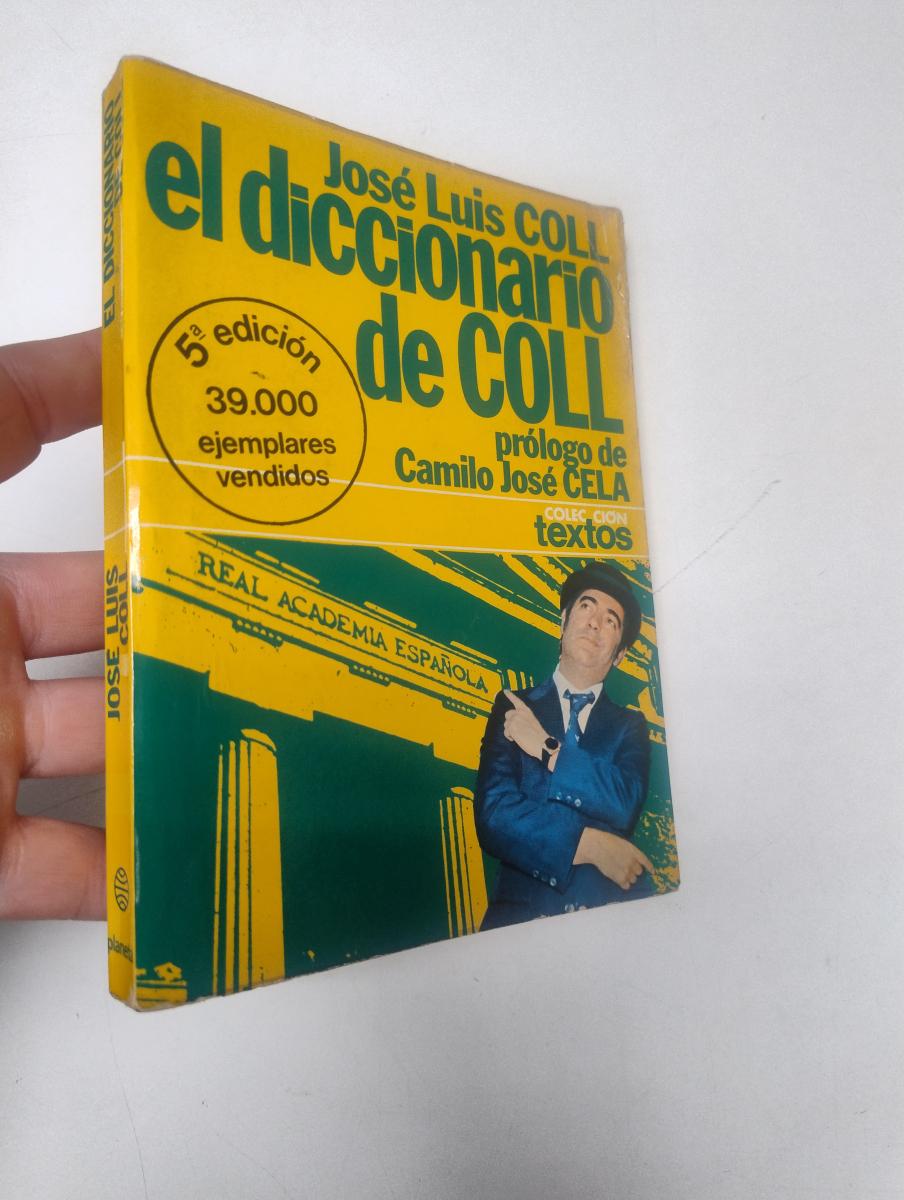 José Luis COLL
el diccionario
de COLL
5ª edición
39.000
ejemplares
vendidos
prólogo de
Camilo José CELA
COLECCIÓN
textos
REAL ACADEMIA ESPAÑOLA
EL DICCIONARIO
DE COLL
JOSE LUIS
COLL
planeta